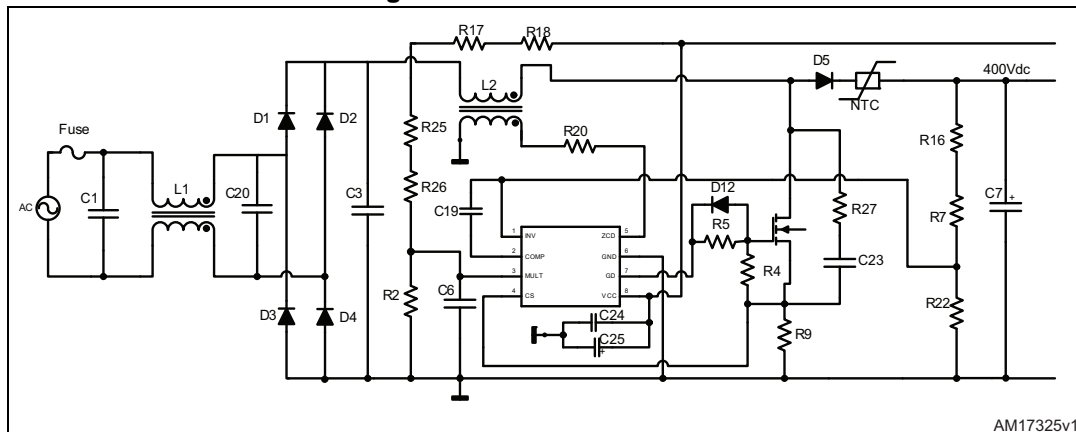 R17
R18
D5
400Vdc
L2
NTC
D1
D2
R25
Fuse
R20
R16
L1
R26
D12
AC
C1
C20
C3
C19
R5
R27
R7
C7
+
1
INV
ZCD
5
2
COMP
GND
6
3
MULT
GD
7
4
CS
VCC
8
R4
C23
R2
C6
D3
D4
C24
C25
+
R9
R22
AM17325v1